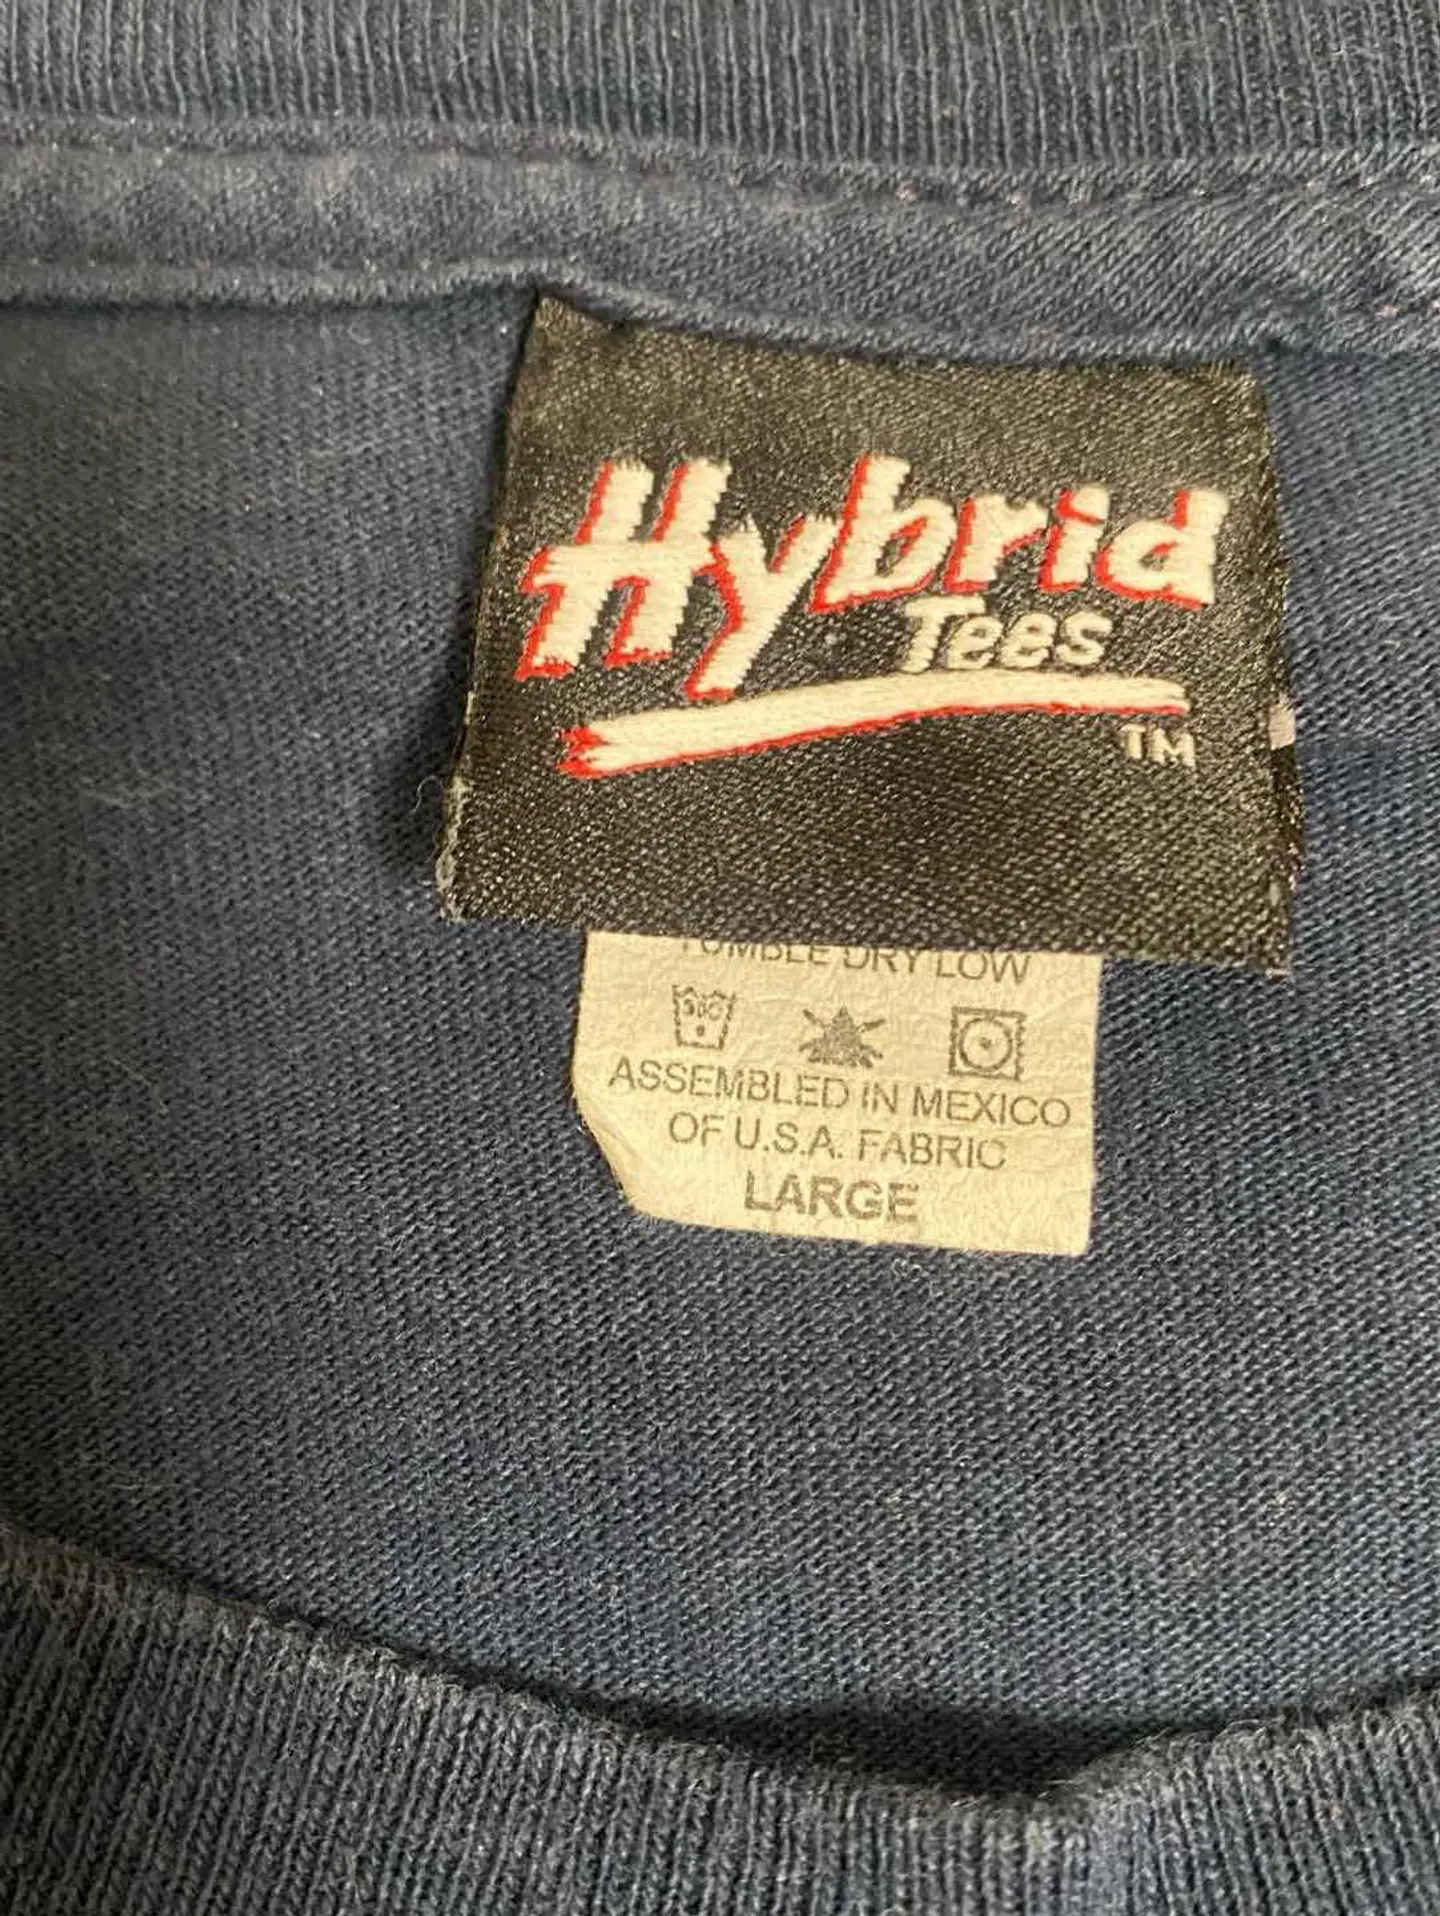 Hybrid
Tees
TM
TUMBLE DRY LOW
ASSEMBLED IN MEXICO
OF U.S.A. FABRIC
LARGE